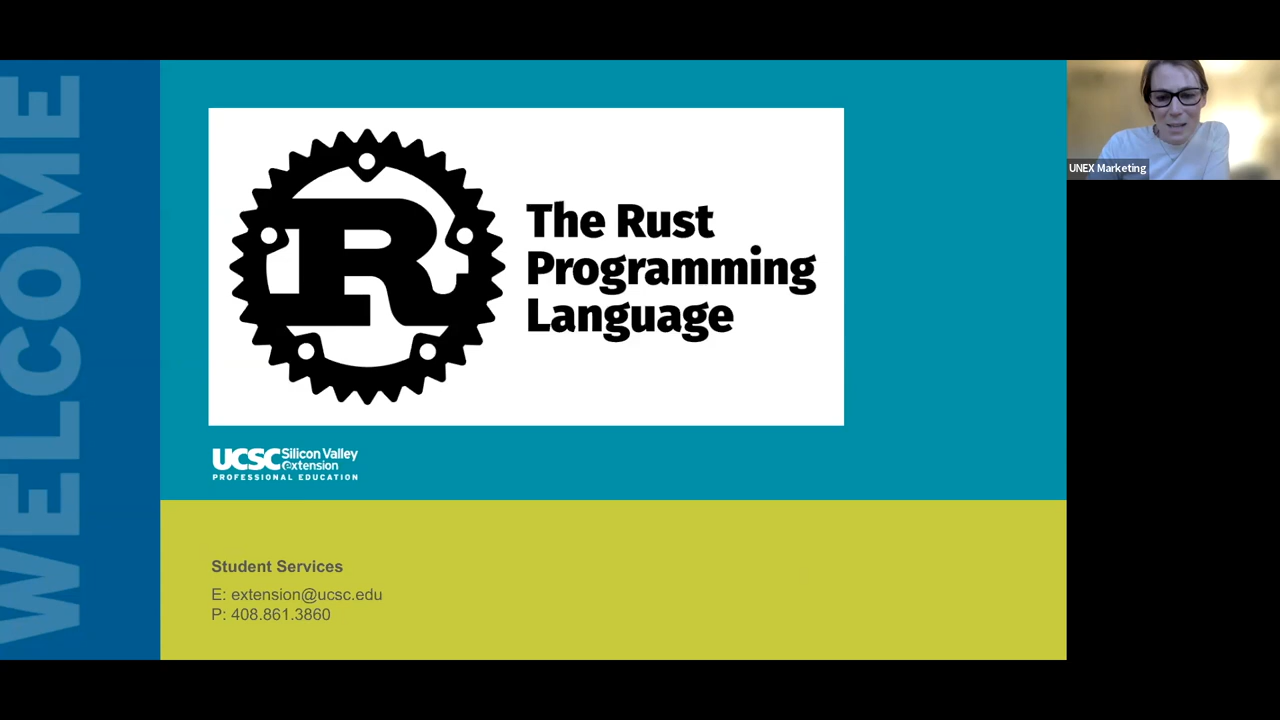 WELCOME
The Rust
Programming
Language
UCSC Silicon Valley
extension
PROFESSIONAL EDUCATION
Student Services
E: extension@ucsc.edu
P: 408.861.3860
UNEX Marketing